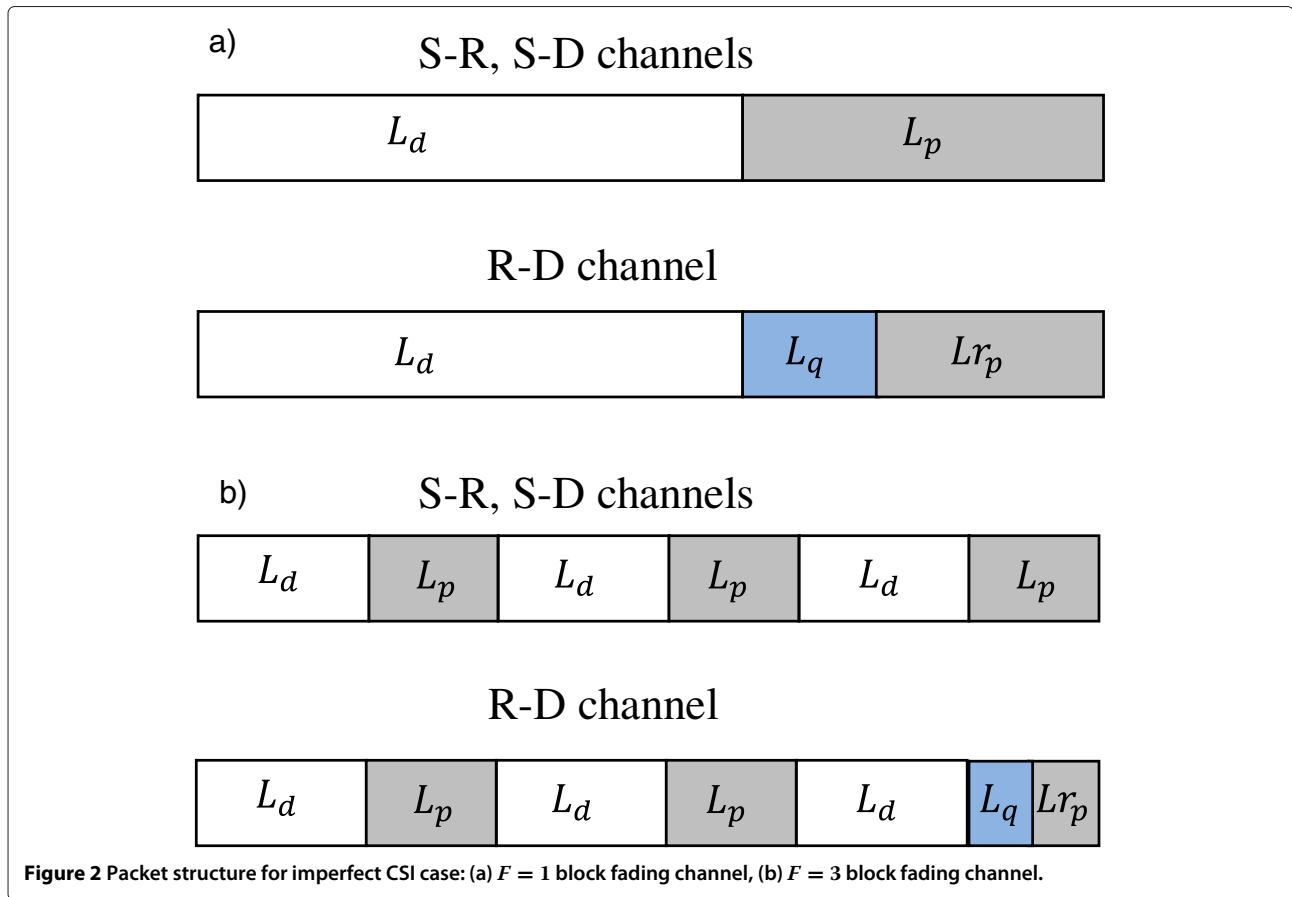 a)
S-R, S-D channels
L_d L_p
R-D channel
L_d L_q Lr_p
b)
S-R, S-D channels
L_d L_p L_d L_p L_d L_p
R-D channel
L_d L_p L_d L_p L_d L_q Lr_p
Figure 2 Packet structure for imperfect CSI case: (a) F = 1 block fading channel, (b) F = 3 block fading channel.